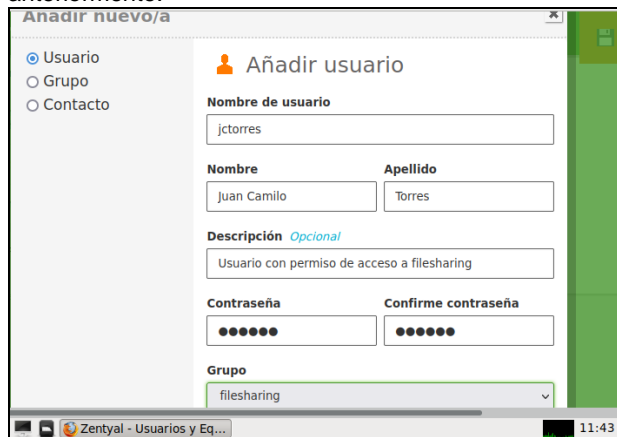 Añadir nuevo/a
Usuario
Grupo
Contacto
Añadir usuario
Nombre de usuario
jctorres
Nombre Apellido
Juan Camilo Torres
Descripción Opcional
Usuario con permiso de acceso a filesharing
Contraseña Confirme contraseña
●●●●●● ●●●●●●
Grupo
filesharing
Zentyal - Usuarios y Eq... 11:43